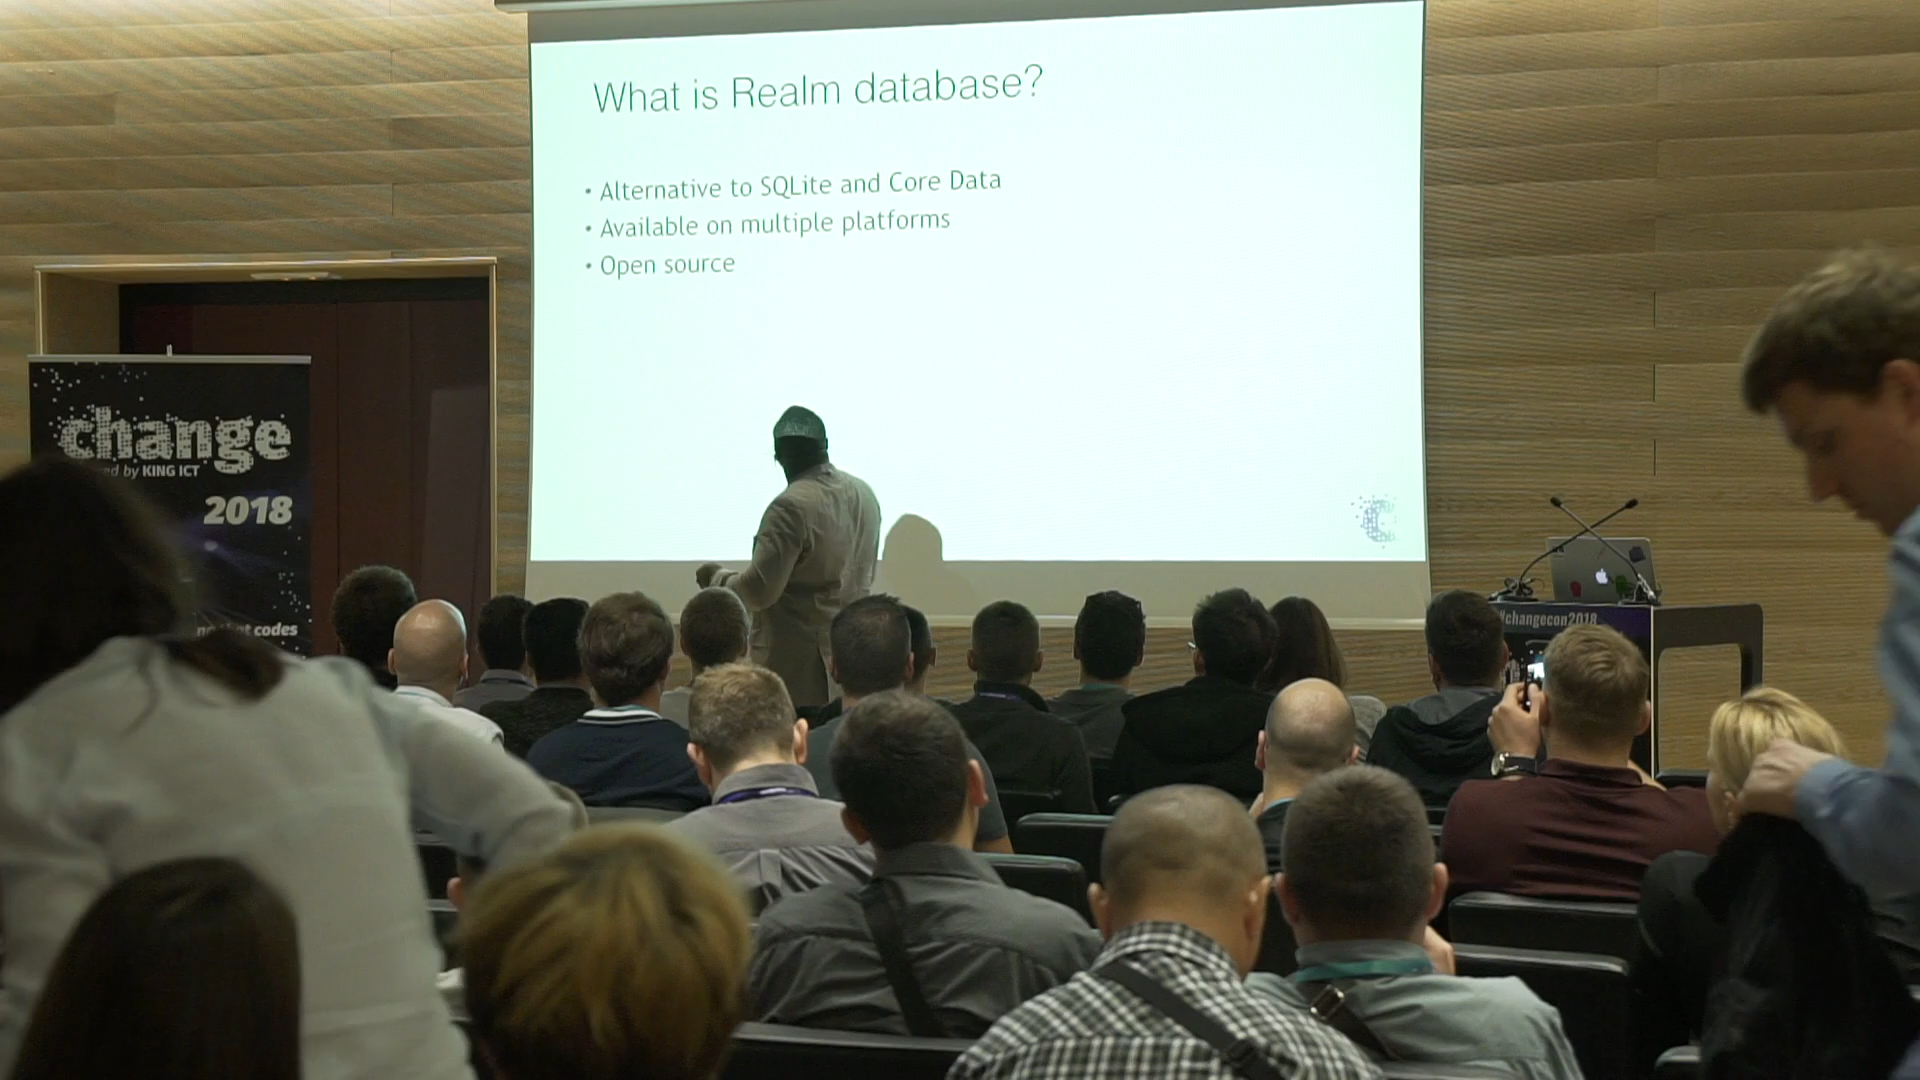 What is Realm database?
• Alternative to SQLite and Core Data
• Available on multiple platforms
• Open source
change
by KING ICT
2018
codes
#changecon2018